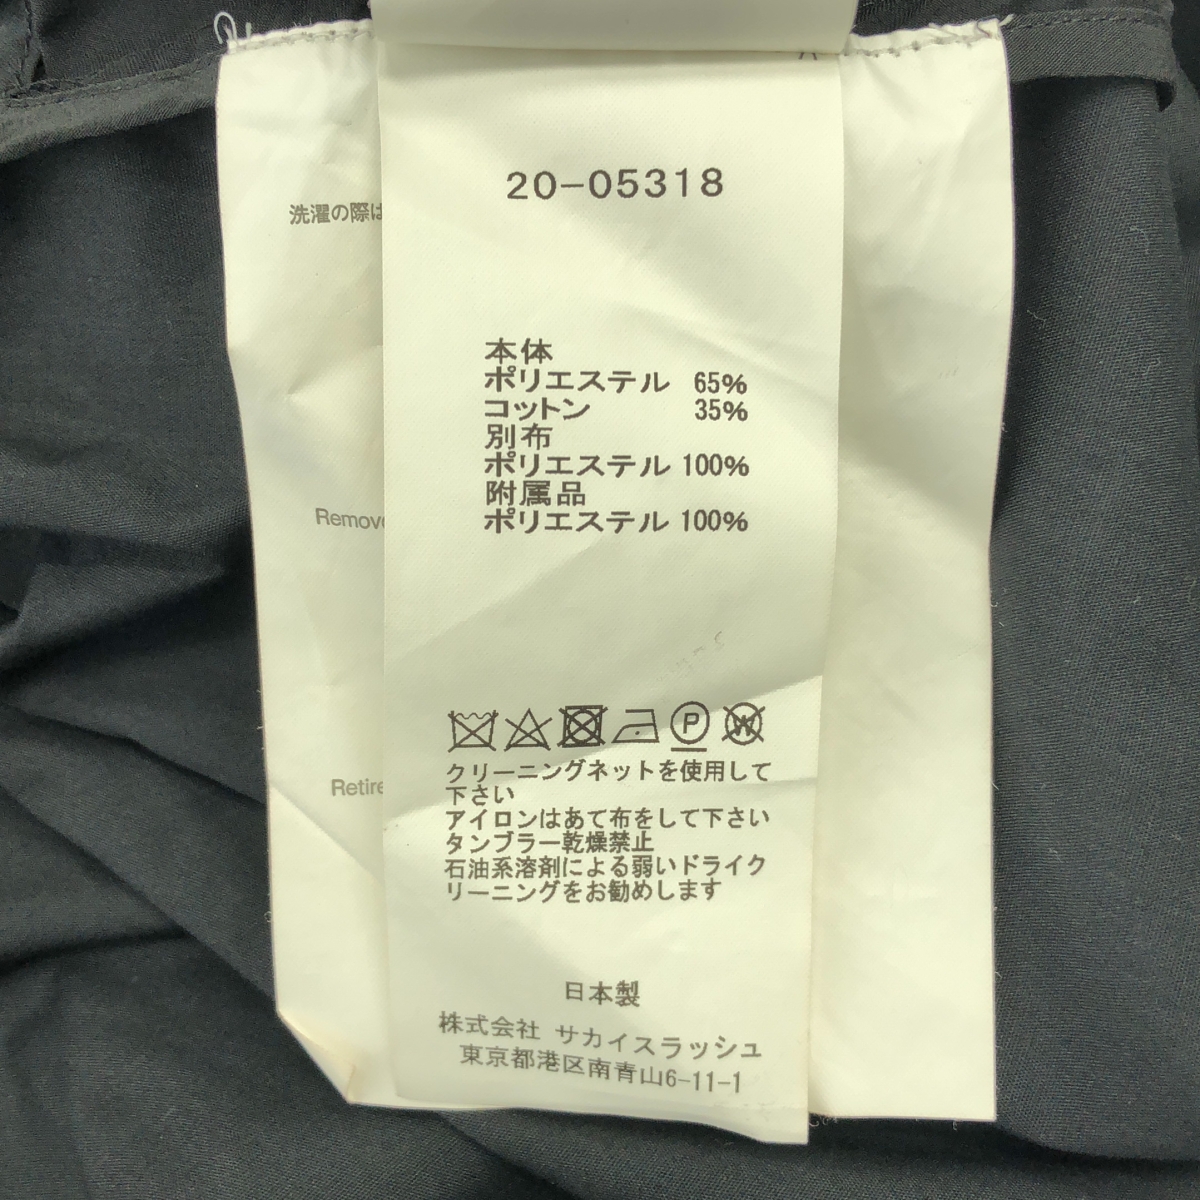 20-05318
洗濯の際は
本体
ポリエステル 65%
コットン 35%
別布
ポリエステル 100%
附属品
ポリエステル 100%
Remove
Retire
P
W
クリーニングネットを使用して
下さい
アイロンはあて布をして下さい
タンブラー乾燥禁止
石油系溶剤による弱いドライク
リーニングをお勧めします
日本製
株式会社 サカイスラッシュ
東京都港区南青山6-11-1